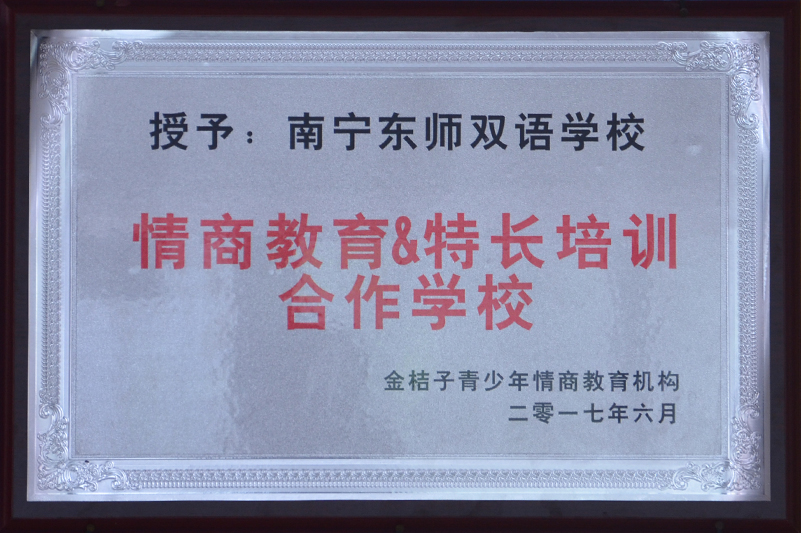 授予：南宁东师双语学校
情商教育&特长培训
合作学校
金桔子青少年情商教育机构
二零一七年六月